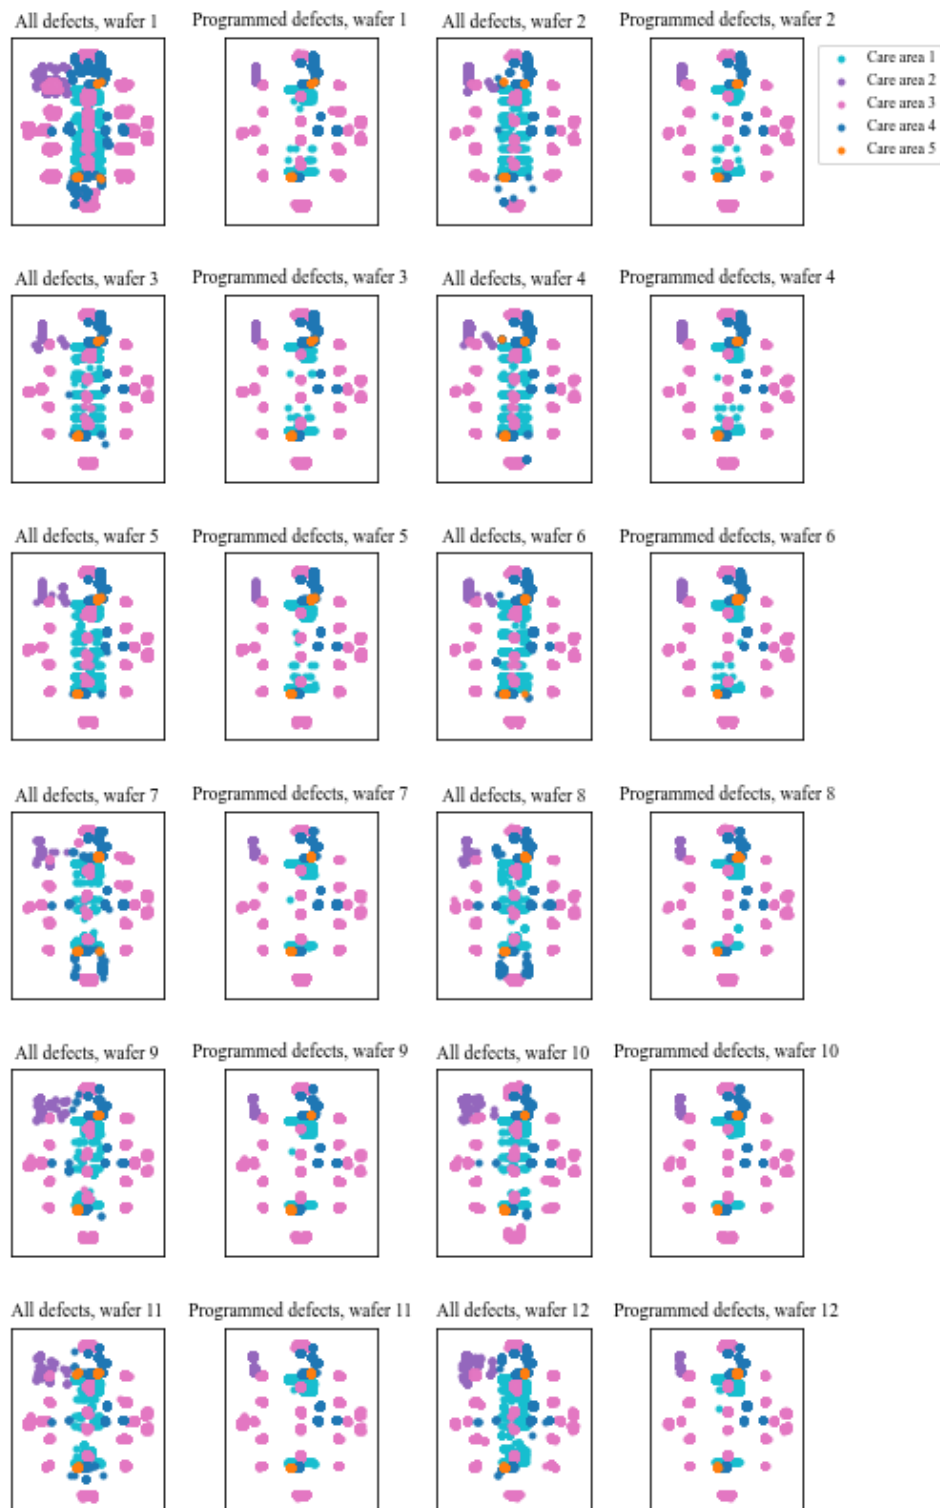 All defects, wafer 1
Programmed defects, wafer 1
All defects, wafer 2
Programmed defects, wafer 2
Care area 1
Care area 2
Care area 3
Care area 4
Care area 5
All defects, wafer 3
Programmed defects, wafer 3
All defects, wafer 4
Programmed defects, wafer 4
All defects, wafer 5
Programmed defects, wafer 5
All defects, wafer 6
Programmed defects, wafer 6
All defects, wafer 7
Programmed defects, wafer 7
All defects, wafer 8
Programmed defects, wafer 8
All defects, wafer 9
Programmed defects, wafer 9
All defects, wafer 10
Programmed defects, wafer 10
All defects, wafer 11
Programmed defects, wafer 11
All defects, wafer 12
Programmed defects, wafer 12